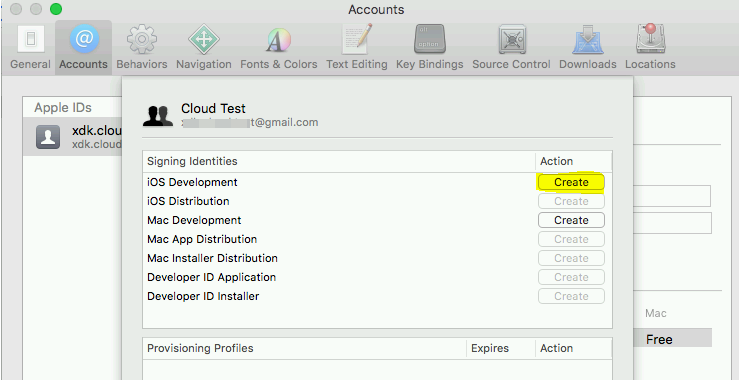 Accounts
General Accounts Behaviors Navigation Fonts & Colors Text Editing Key Bindings Source Control Downloads Locations
Apple IDs
Cloud Test
t@gmail.com
xdk.clou
xdk.cloud
Signing Identities Action
iOS Development Create
iOS Distribution Create
Mac Development Create
Mac App Distribution Create
Mac Installer Distribution Create
Developer ID Application Create
Developer ID Installer Create
Mac
Free
Provisioning Profiles Expires Action